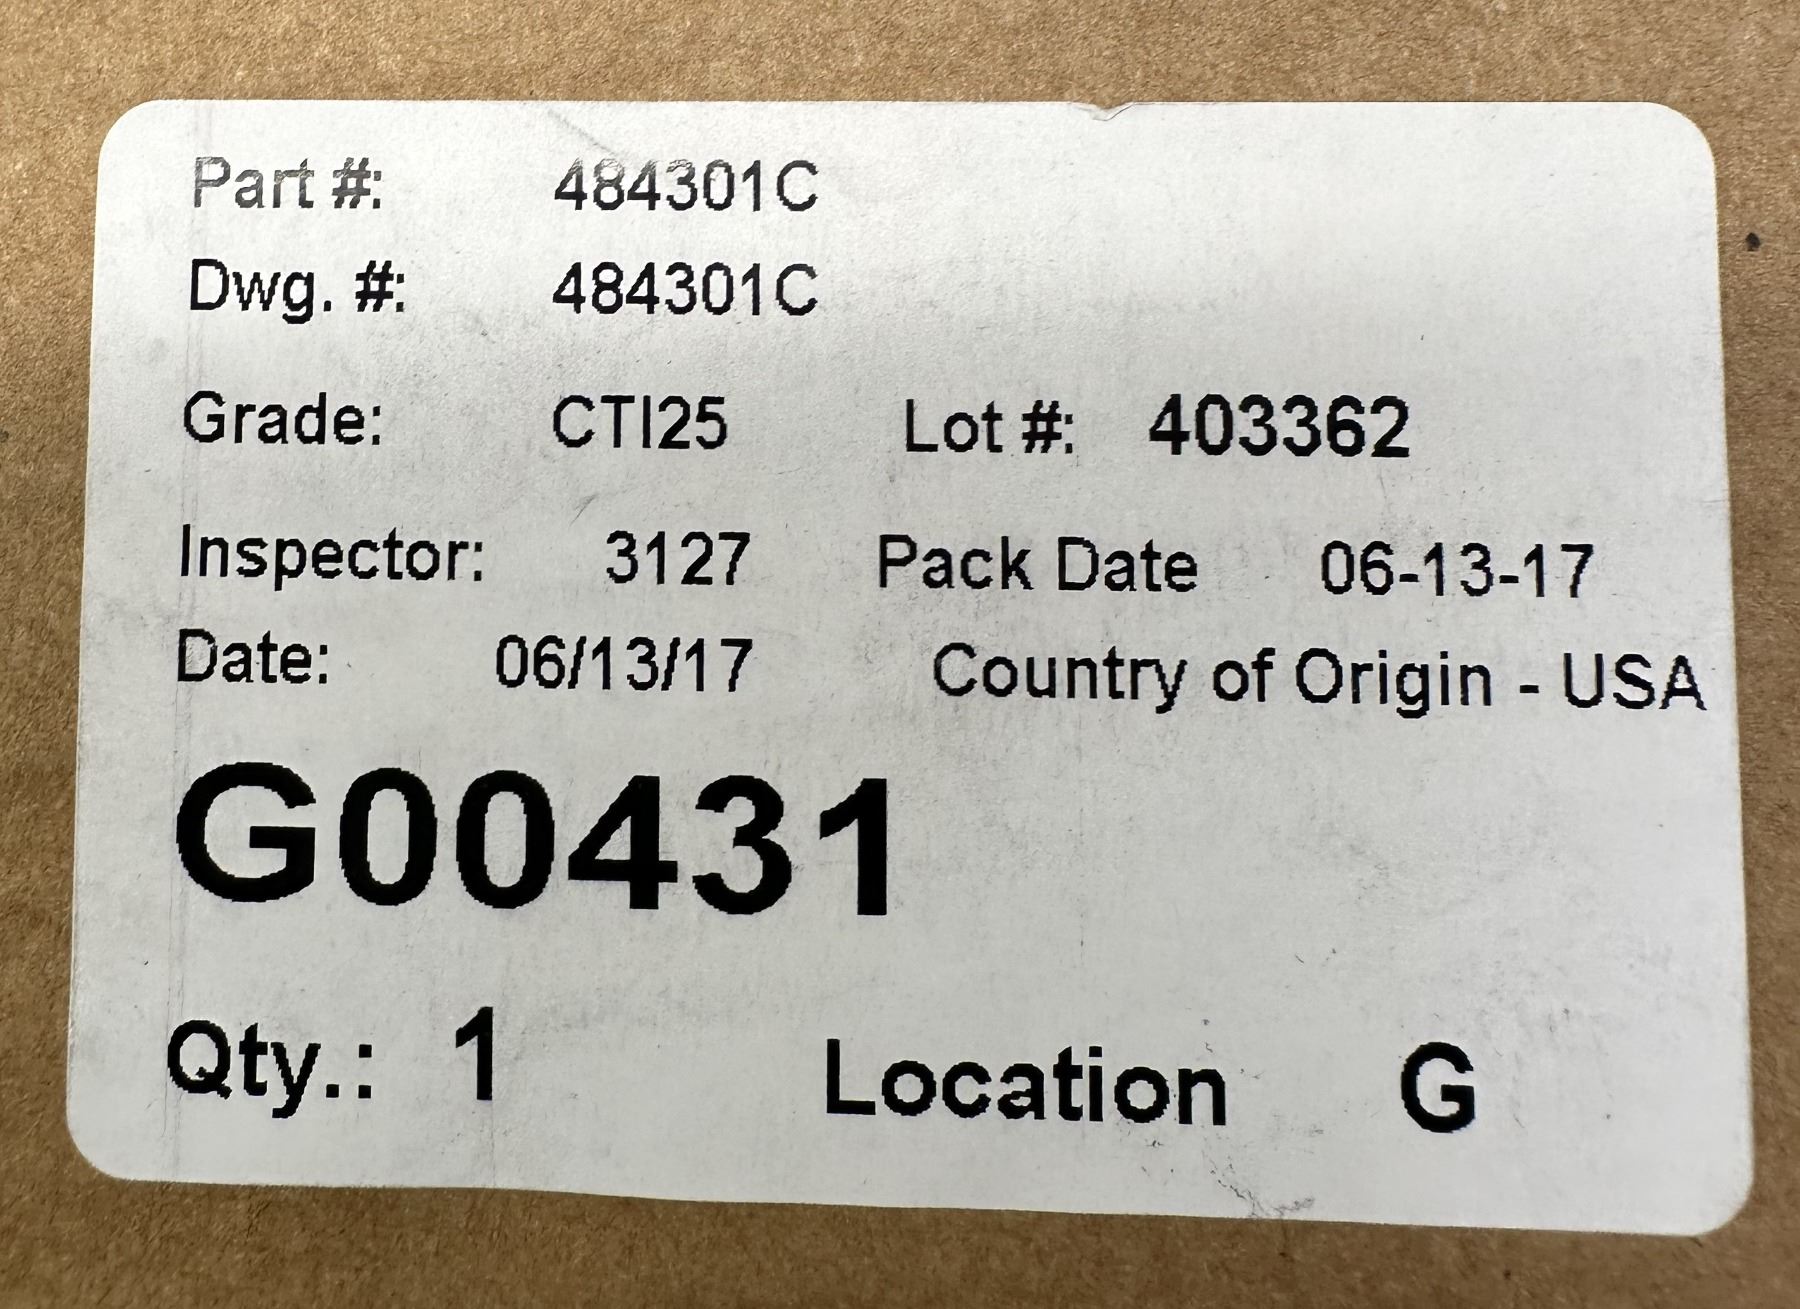 Part #: 484301C
Dwg. #: 484301C
Grade: CTI25 Lot #: 403362
Inspector: 3127 Pack Date 06-13-17
Date: 06/13/17 Country of Origin - USA
G00431
Qty.: 1 Location G